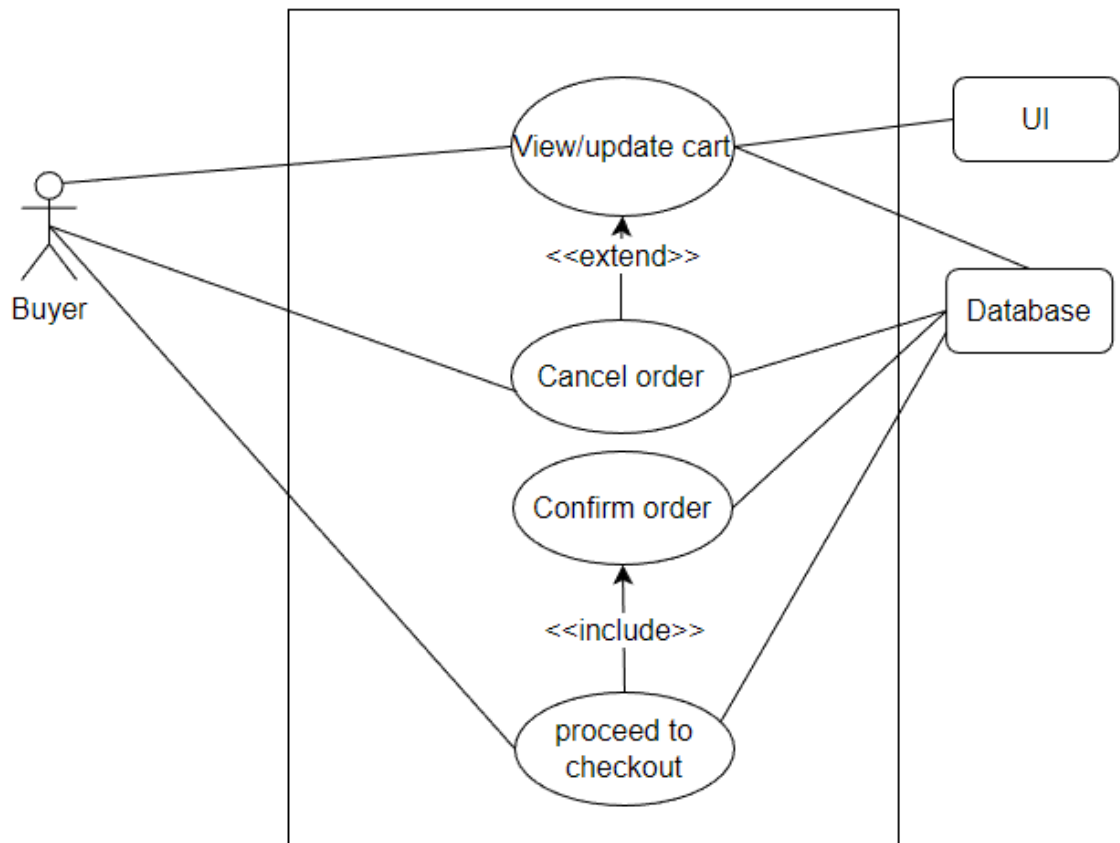 View/update cart
UI
<<extend>>
Buyer
Database
Cancel order
Confirm order
<<include>>
proceed to
checkout